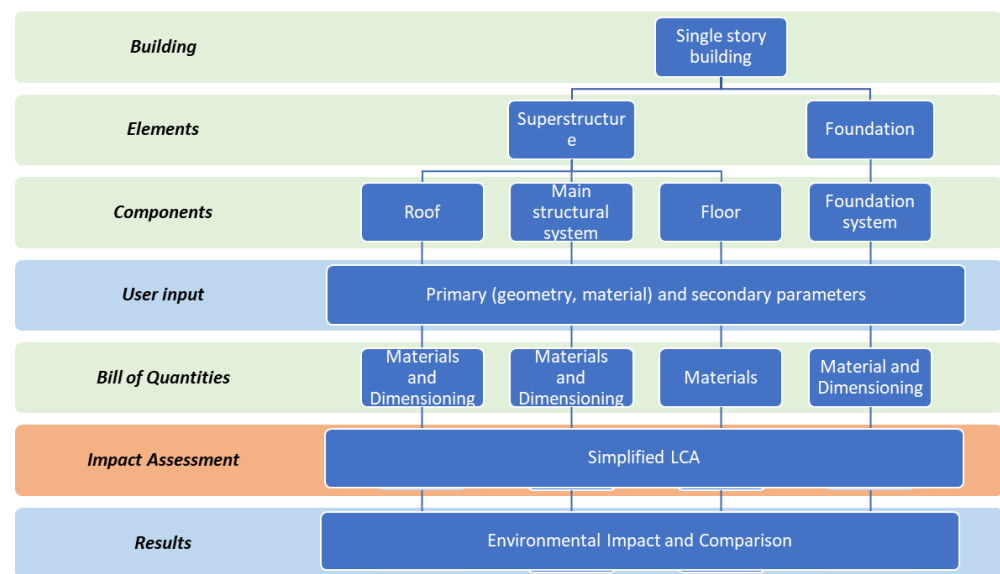 Building
Single story
building
Elements
Superstructur
e
Foundation
Components
Roof
Main
structural
system
Floor
Foundation
system
User input
Primary (geometry, material) and secondary parameters
Bill of Quantities
Materials
and
Dimensioning
Materials
and
Dimensioning
Materials
Material and
Dimensioning
Impact Assessment
Simplified LCA
Results
Environmental Impact and Comparison